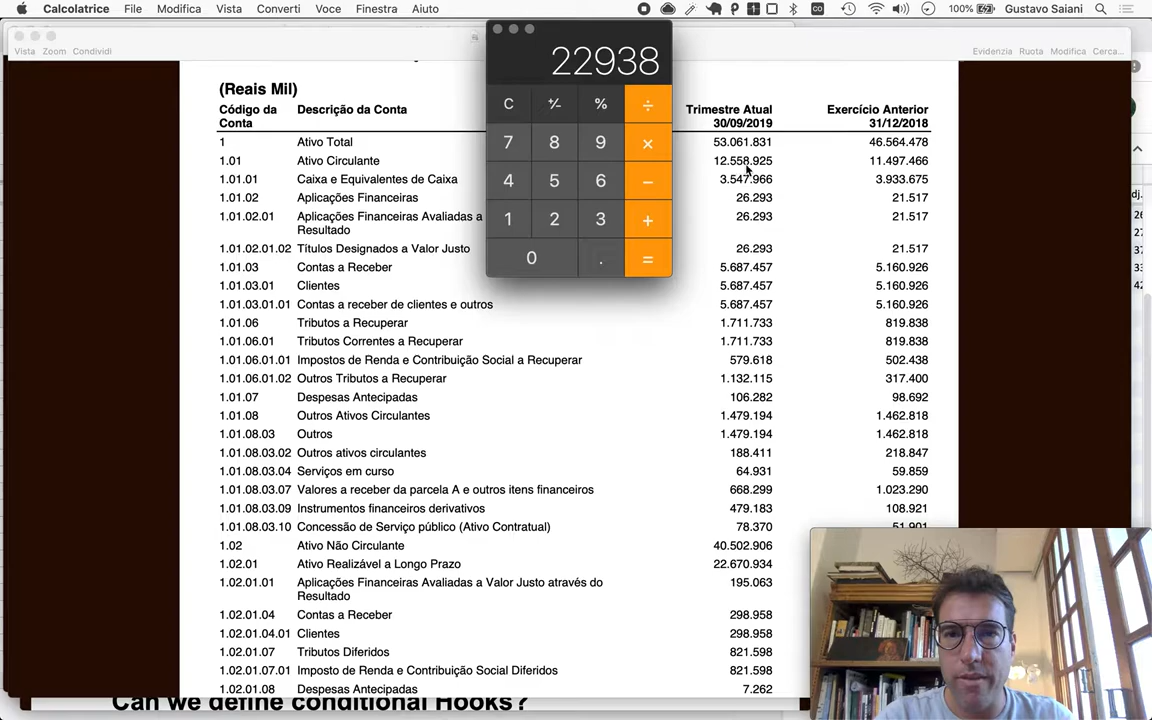 Calcolatrice File Modifica Vista Converti Voce Finestra Aiuto 100% Gustavo Saiani
Vista Zoom Condividi Evidenzia Ruota Modifica Cerca...
22938
C +/- % ÷
7 8 9 ×
4 5 6 −
1 2 3 +
0 . =
(Reais Mil)
Código da Conta Descrição da Conta Trimestre Atual 30/09/2019 Exercício Anterior 31/12/2018
1 Ativo Total 53.061.831 46.564.478
1.01 Ativo Circulante 12.558.925 11.497.466
1.01.01 Caixa e Equivalentes de Caixa 3.547.966 3.933.675
1.01.02 Aplicações Financeiras 26.293 21.517
1.01.02.01 Aplicações Financeiras Avaliadas a 26.293 21.517
Resultado
1.01.02.01.02 Títulos Designados a Valor Justo 26.293 21.517
1.01.03 Contas a Receber 5.687.457 5.160.926
1.01.03.01 Clientes 5.687.457 5.160.926
1.01.03.01.01 Contas a receber de clientes e outros 5.687.457 5.160.926
1.01.06 Tributos a Recuperar 1.711.733 819.838
1.01.06.01 Tributos Correntes a Recuperar 1.711.733 819.838
1.01.06.01.01 Impostos de Renda e Contribuição Social a Recuperar 579.618 502.438
1.01.06.01.02 Outros Tributos a Recuperar 1.132.115 317.400
1.01.07 Despesas Antecipadas 106.282 98.692
1.01.08 Outros Ativos Circulantes 1.479.194 1.462.818
1.01.08.03 Outros 1.479.194 1.462.818
1.01.08.03.02 Outros ativos circulantes 188.411 218.847
1.01.08.03.04 Serviços em curso 64.931 59.859
1.01.08.03.07 Valores a receber da parcela A e outros itens financeiros 668.299 1.023.290
1.01.08.03.09 Instrumentos financeiros derivativos 479.183 108.921
1.01.08.03.10 Concessão de Serviço público (Ativo Contratual) 78.370 51.901
1.02 Ativo Não Circulante 40.502.906
1.02.01 Ativo Realizável a Longo Prazo 22.670.934
1.02.01.01 Aplicações Financeiras Avaliadas a Valor Justo através do 195.063
Resultado
1.02.01.04 Contas a Receber 298.958
1.02.01.04.01 Clientes 298.958
1.02.01.07 Tributos Diferidos 821.598
1.02.01.07.01 Imposto de Renda e Contribuição Social Diferidos 821.598
1.02.01.08 Despesas Antecipadas 7.262
Can we define conditional Hooks?